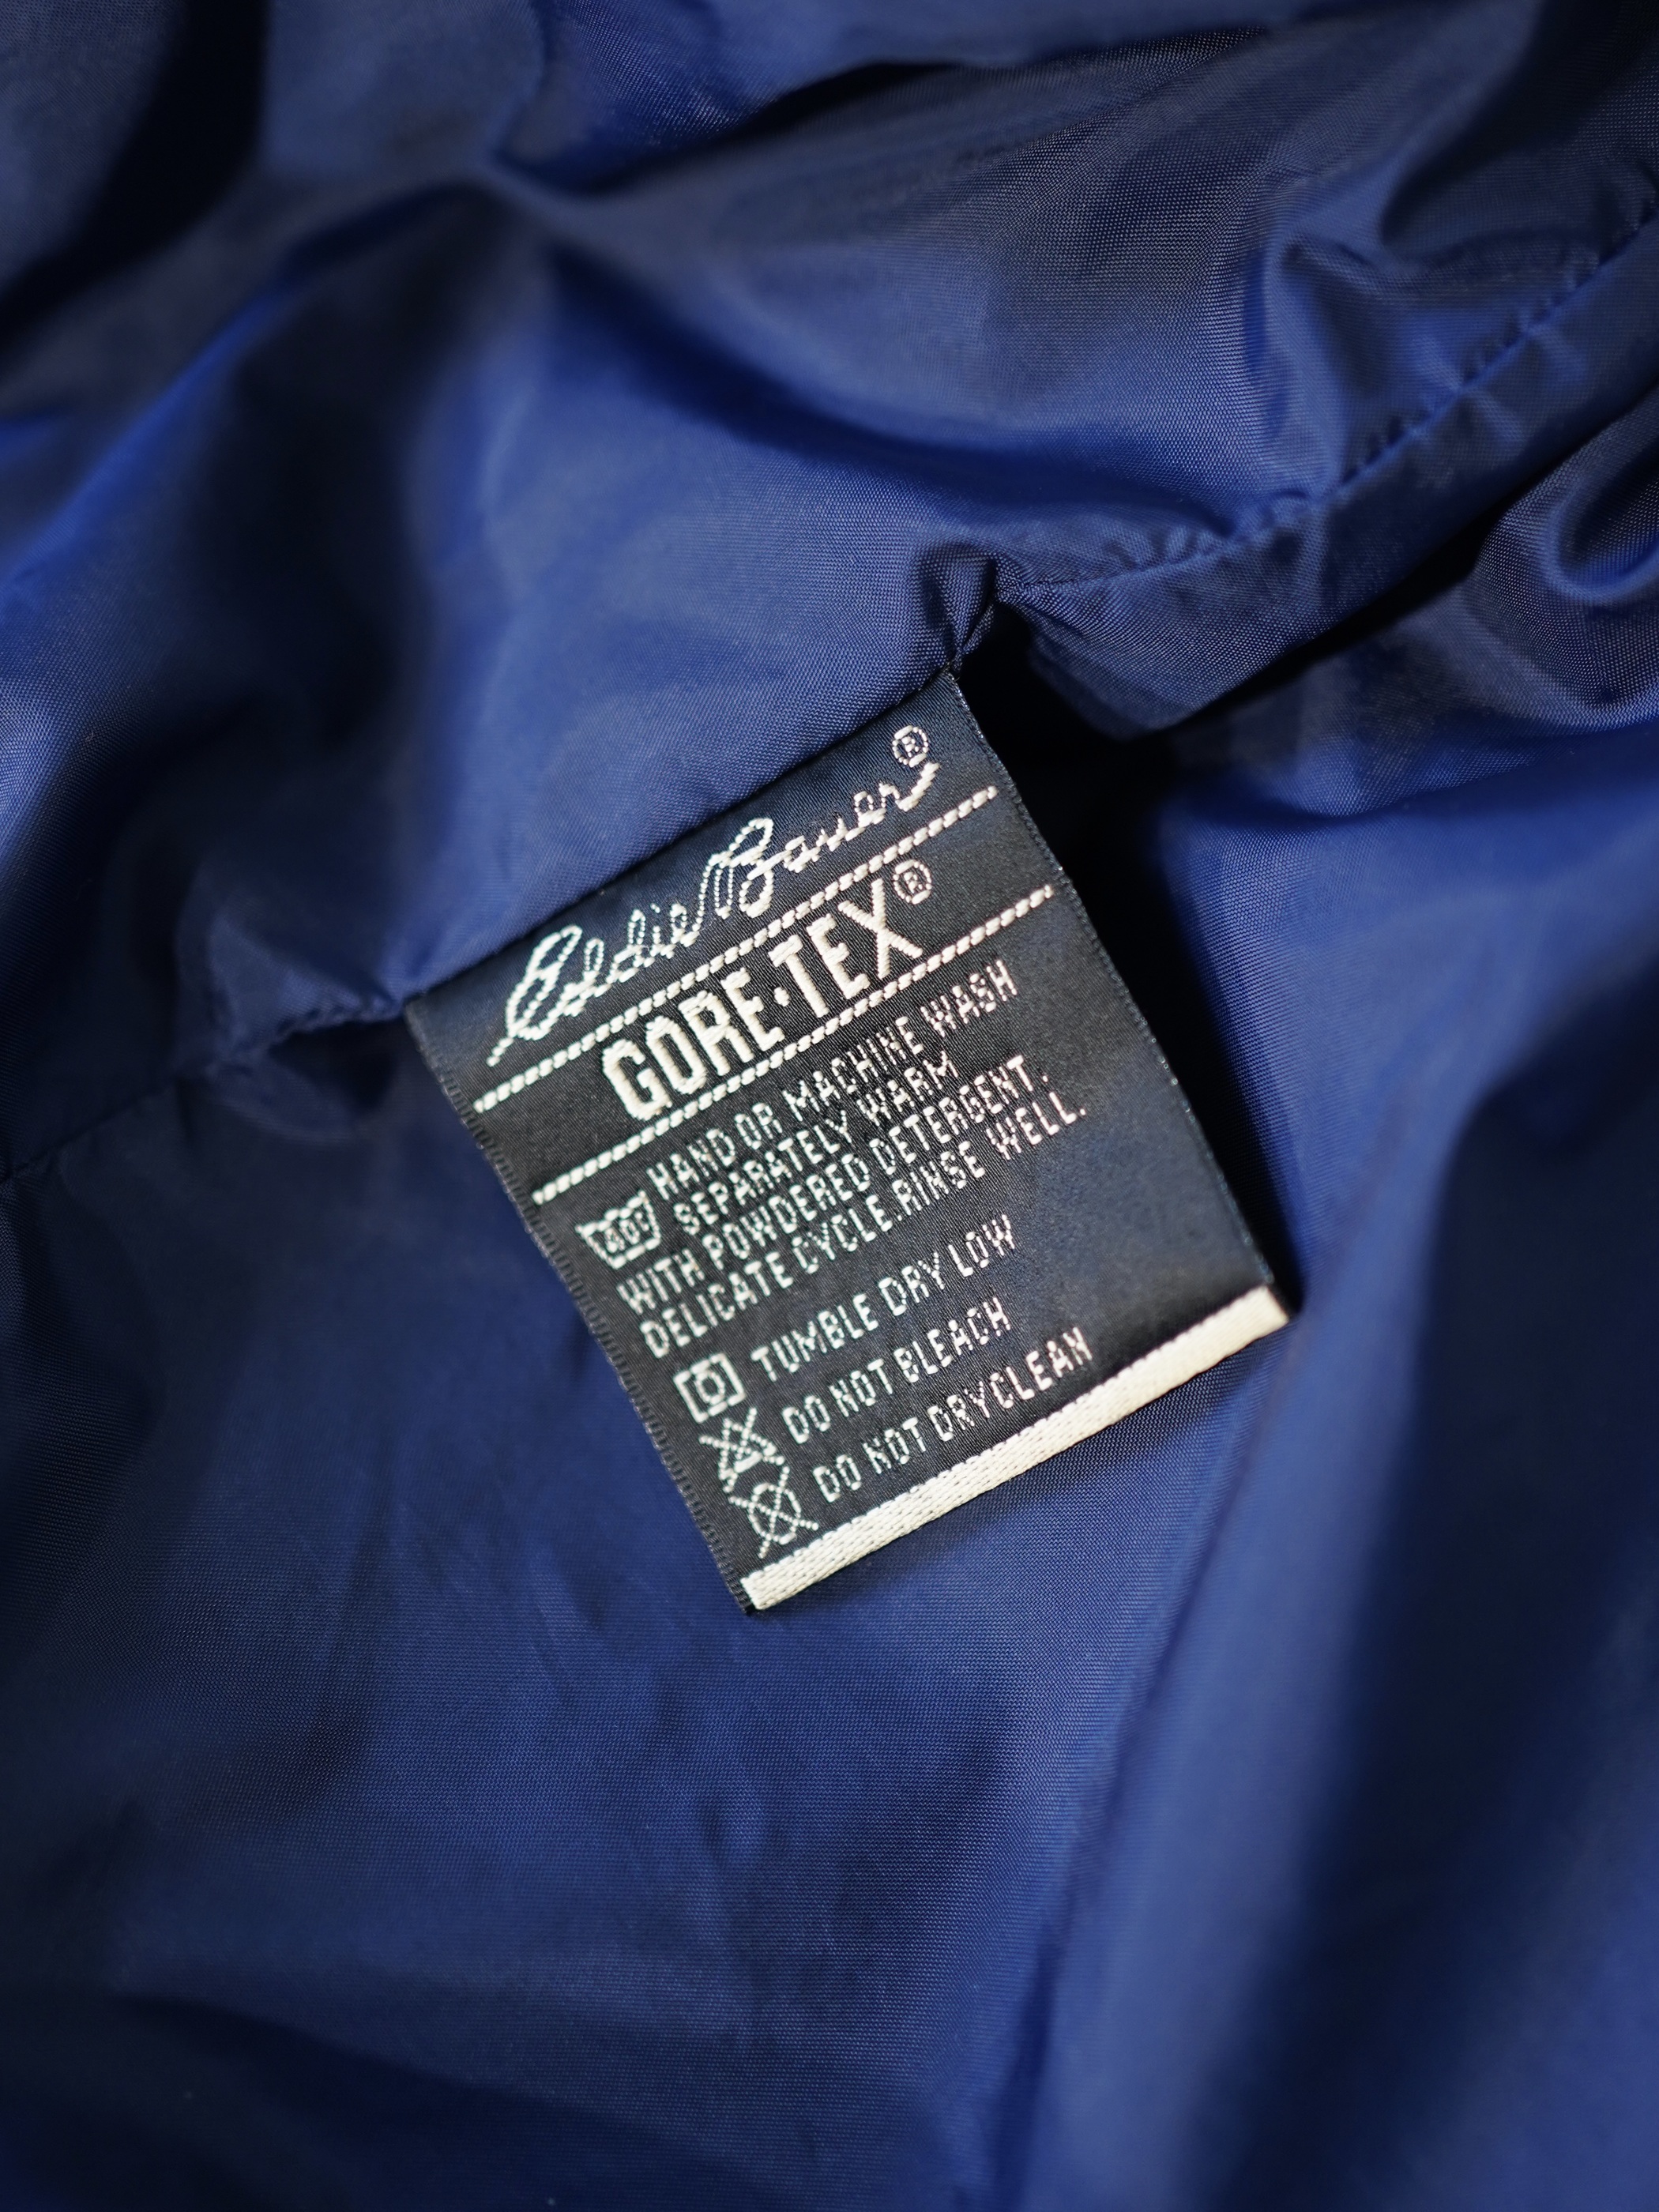 Eddie Bauer®
GORE·TEX®
HAND OR MACHINE WASH
40° SEPARATELY WARM
WITH POWDERED DETERGENT.
DELICATE CYCLE.RINSE WELL.
TUMBLE DRY LOW
DO NOT BLEACH
DO NOT DRYCLEAN